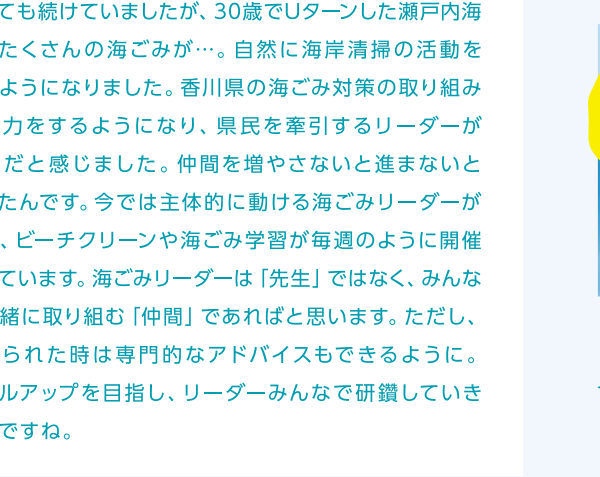 ても続けていましたが、30歳でUターンした瀬戸内海
たくさんの海ごみが…。自然に海岸清掃の活動を
ようになりました。香川県の海ごみ対策の取り組み
力をするようになり、県民を牽引するリーダーが
だと感じました。仲間を増やさないと進まないと
たんです。今では主体的に動ける海ごみリーダーが
、ビーチクリーンや海ごみ学習が毎週のように開催
ています。海ごみリーダーは「先生」ではなく、みんな
緒に取り組む「仲間」であればと思います。ただし、
られた時は専門的なアドバイスもできるように。
ルアップを目指し、リーダーみんなで研鑽していき
ですね。